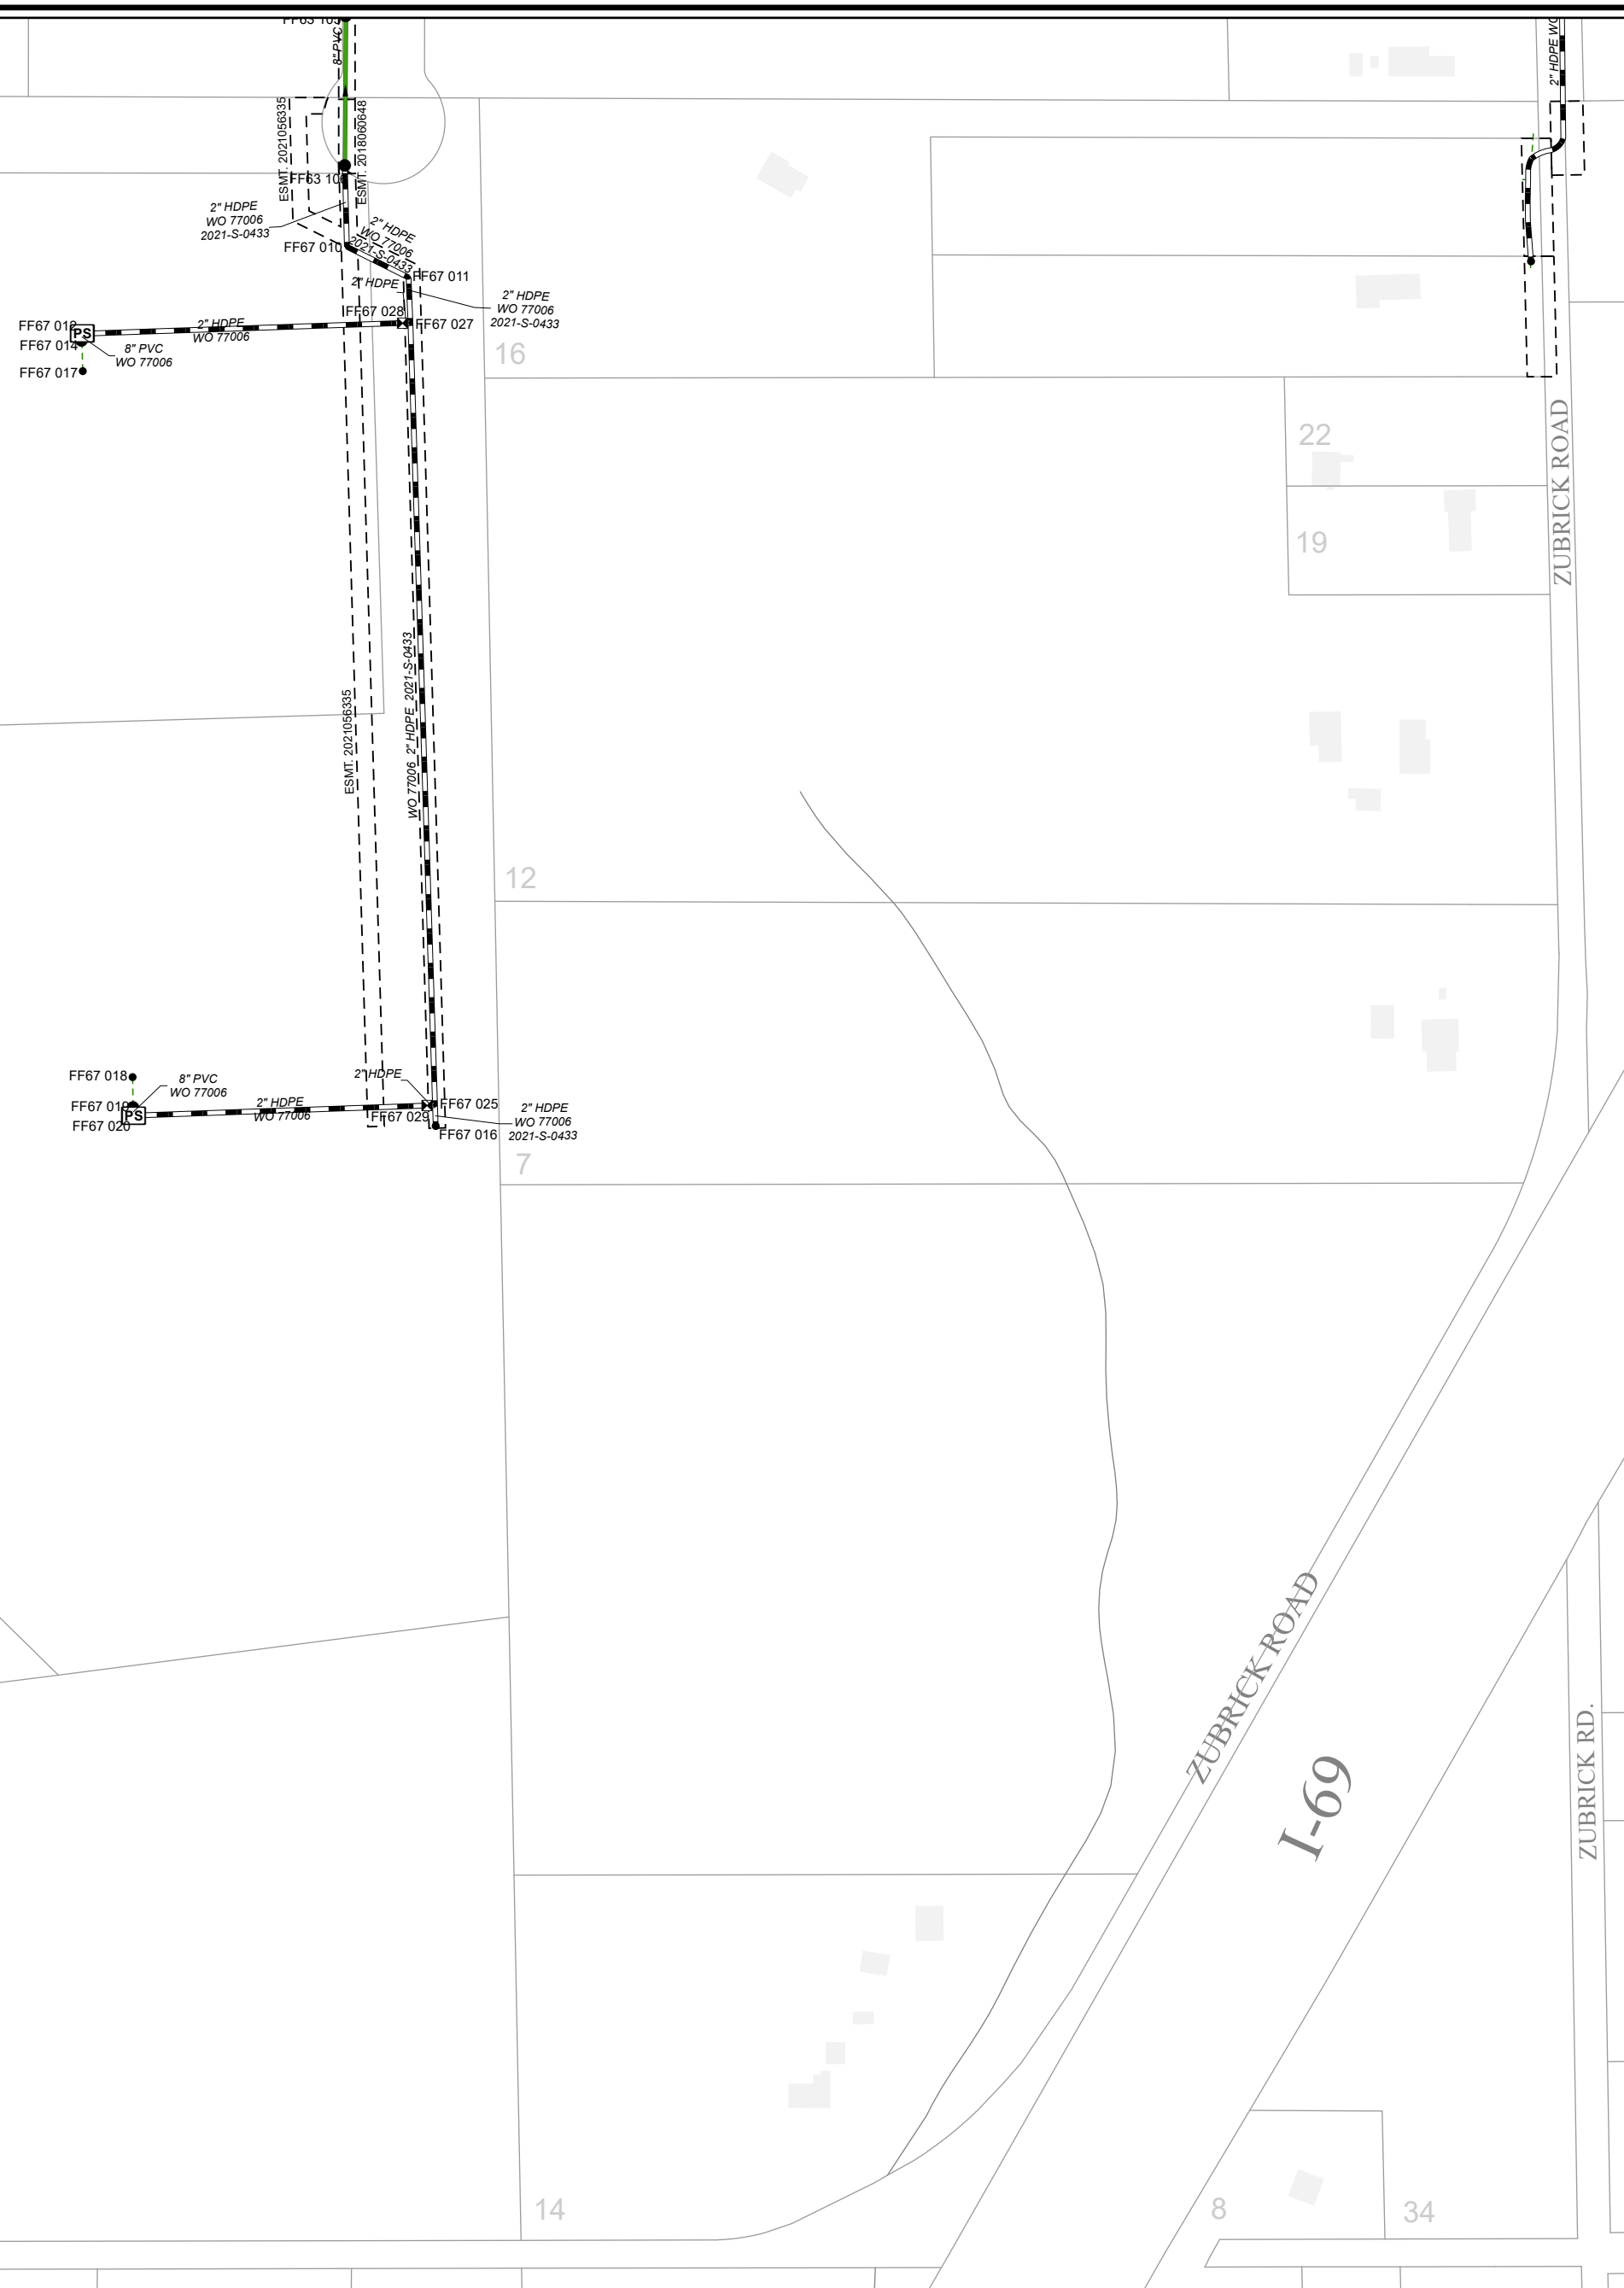 FF63 105
8" PVC
2" HDPE WO
ESMT. 2021056335
ESMT. 2018060648
FF63 10
2" HDPE
WO 77006
2021-S-0433
FF67 010
2" HDPE
WO 77006
2021-S-0433
FF67 011
2" HDPE
2" HDPE
WO 77006
2021-S-0433
FF67 028
FF67 027
FF67 012
PS
2" HDPE
WO 77006
FF67 014
8" PVC
WO 77006
FF67 017
16
22
ZUBRICK ROAD
19
WO 77006 2" HDPE 2021-S-0433
ESMT. 2021056335
12
FF67 018
8" PVC
WO 77006
2" HDPE
FF67 019
PS
FF67 020
2" HDPE
WO 77006
FF67 025
FF67 029
FF67 016
2" HDPE
WO 77006
2021-S-0433
7
ZUBRICK ROAD
I-69
ZUBRICK RD.
14
8
34